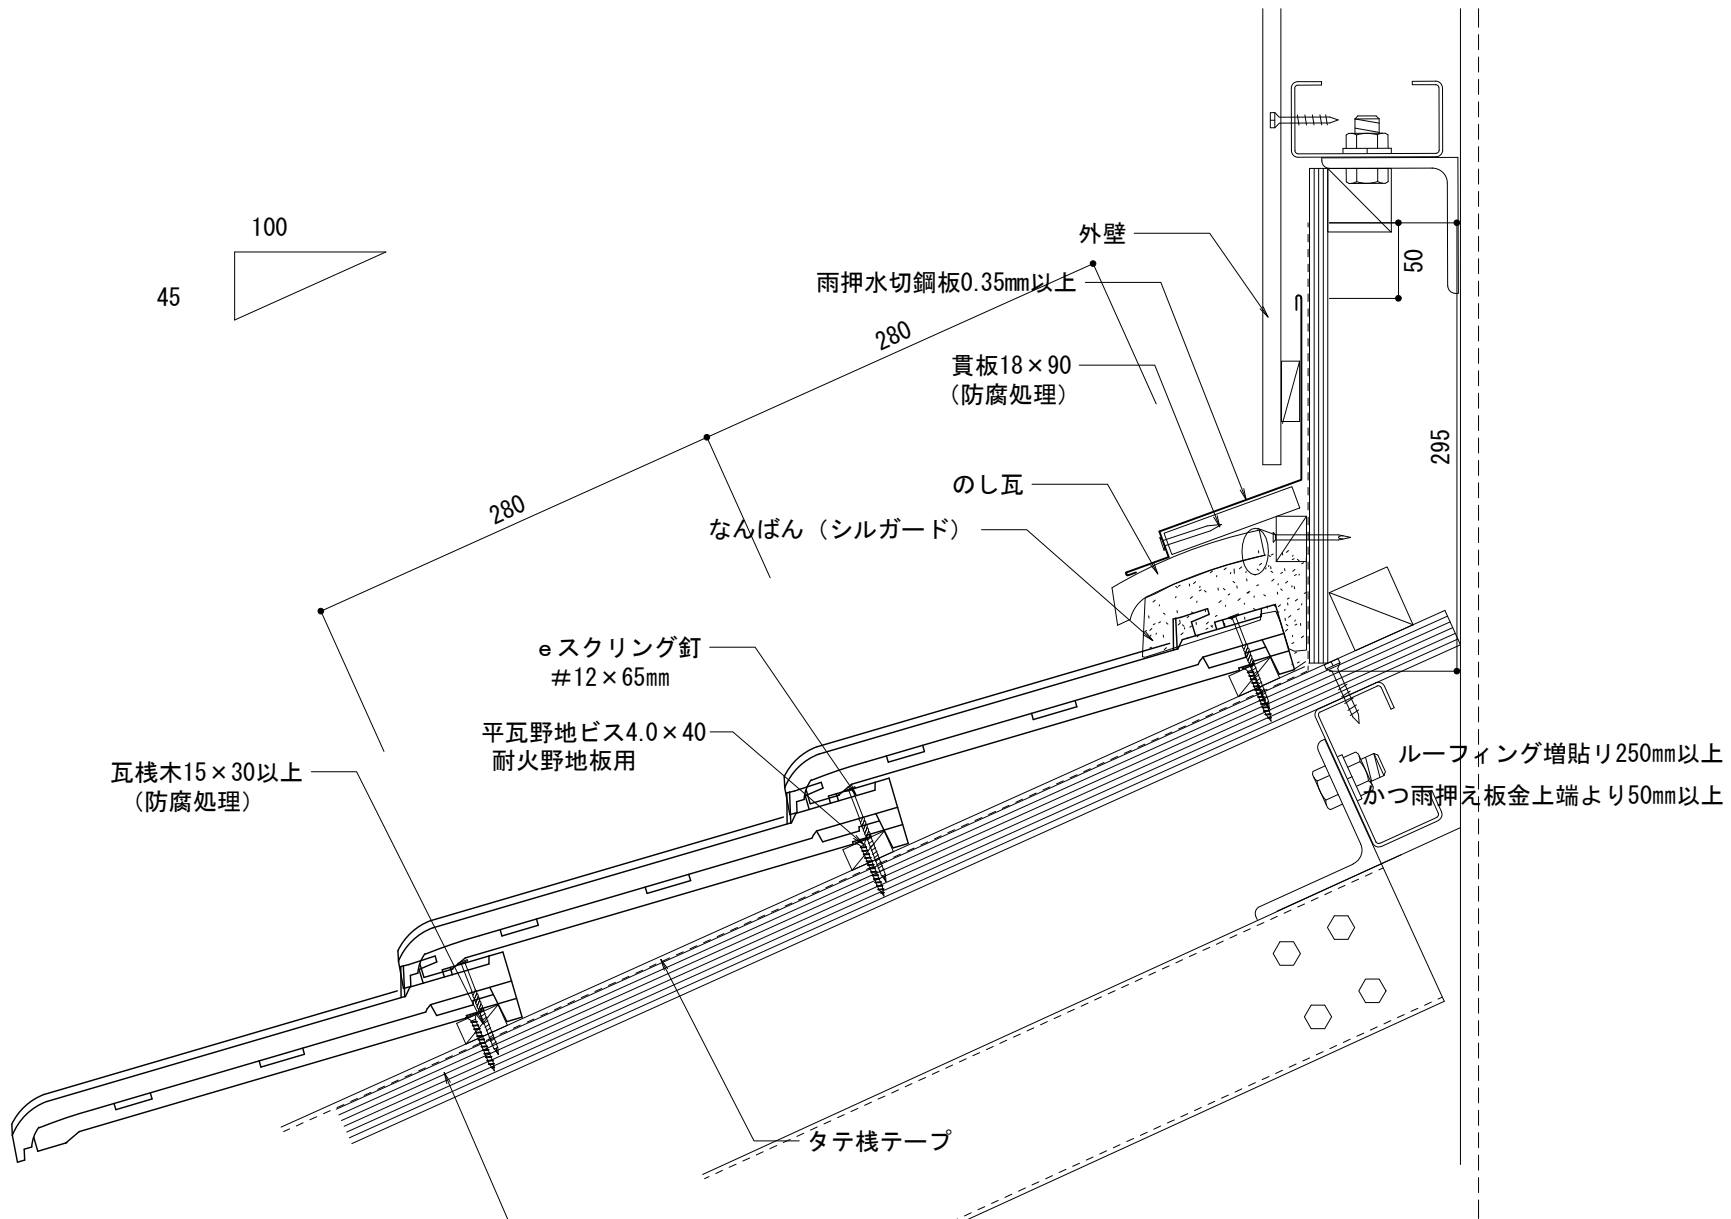 100
45
外壁
50
雨押水切鋼板0.35mm以上
280
貫板18×90
（防腐処理）
295
のし瓦
280
なんばん（シルガード）
eスクリング釘
＃12×65mm
平瓦野地ビス4.0×40
耐火野地板用
瓦桟木15×30以上
（防腐処理）
ルーフィング増貼リ250mm以上
かつ雨押え板金上端より50mm以上
タテ桟テープ